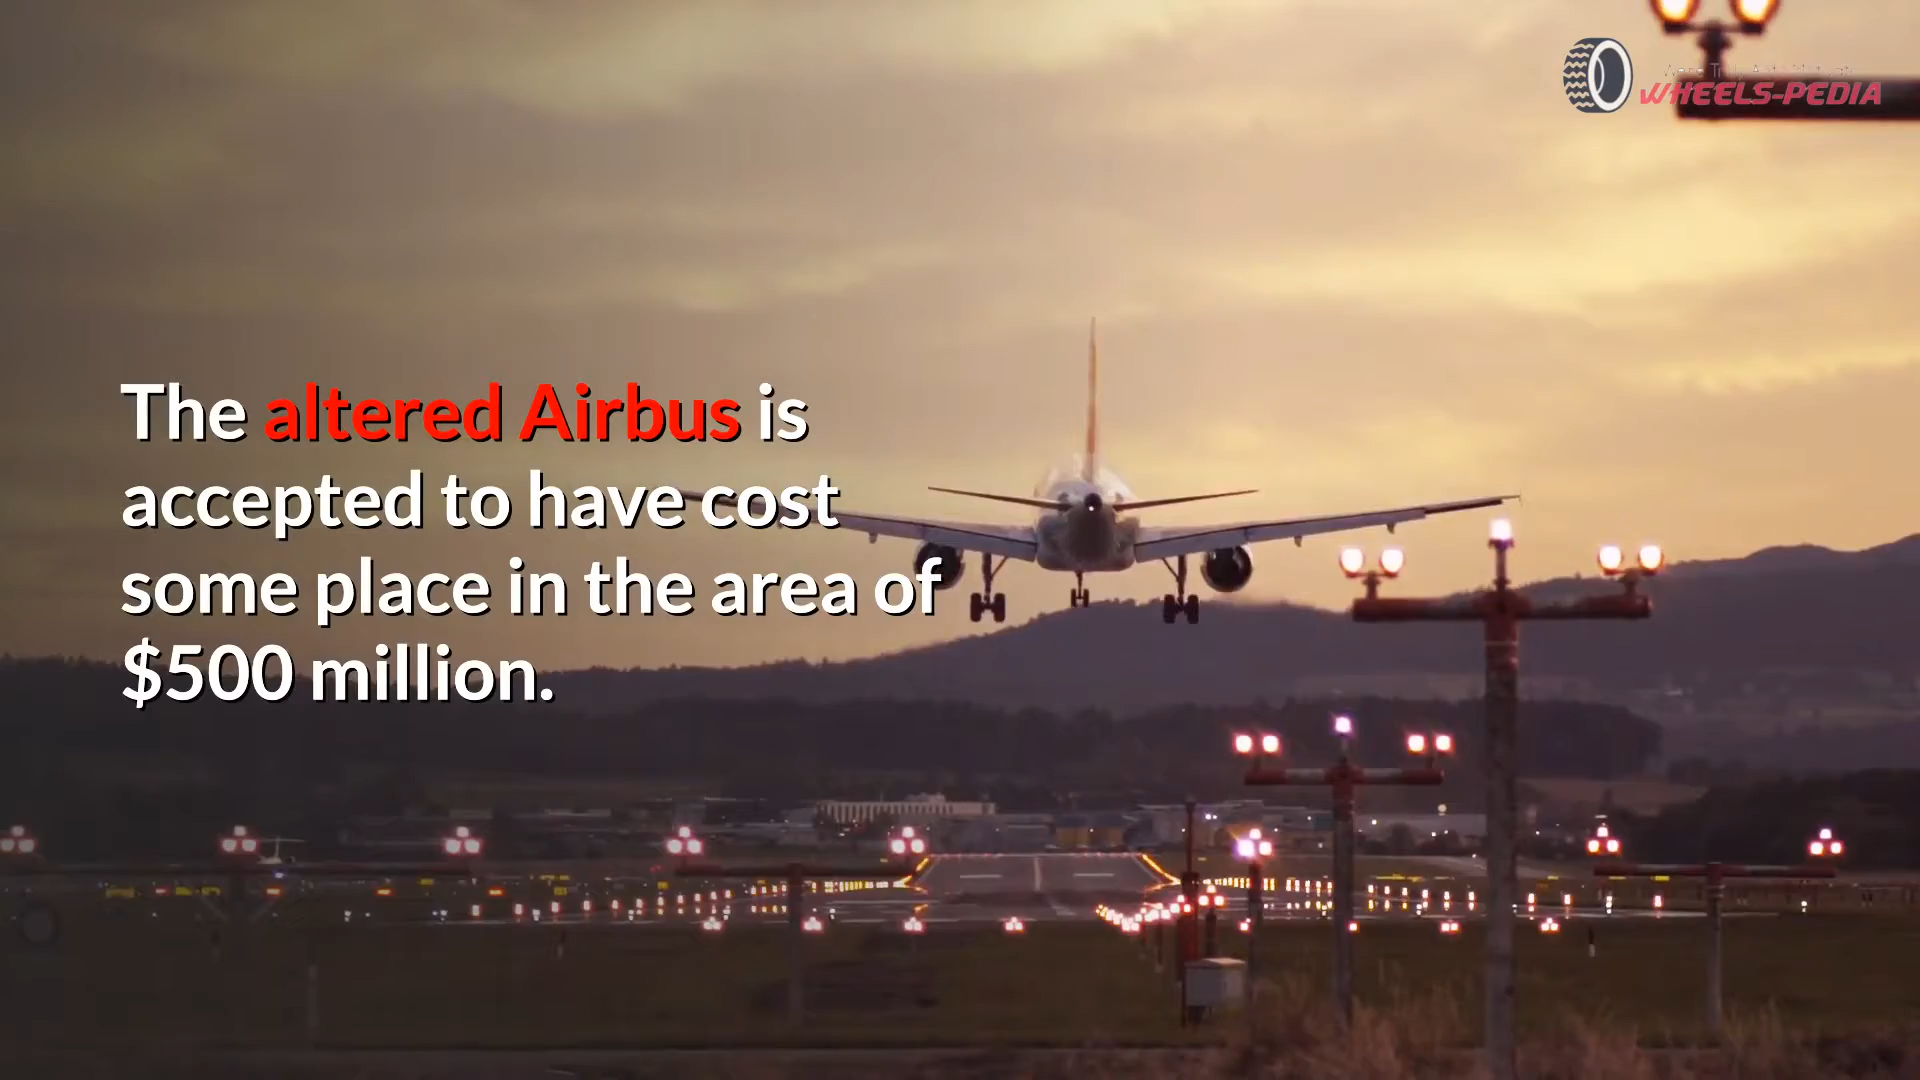 WHEELS-PEDIA
The altered Airbus is
accepted to have cost
some place in the area of
$500 million.